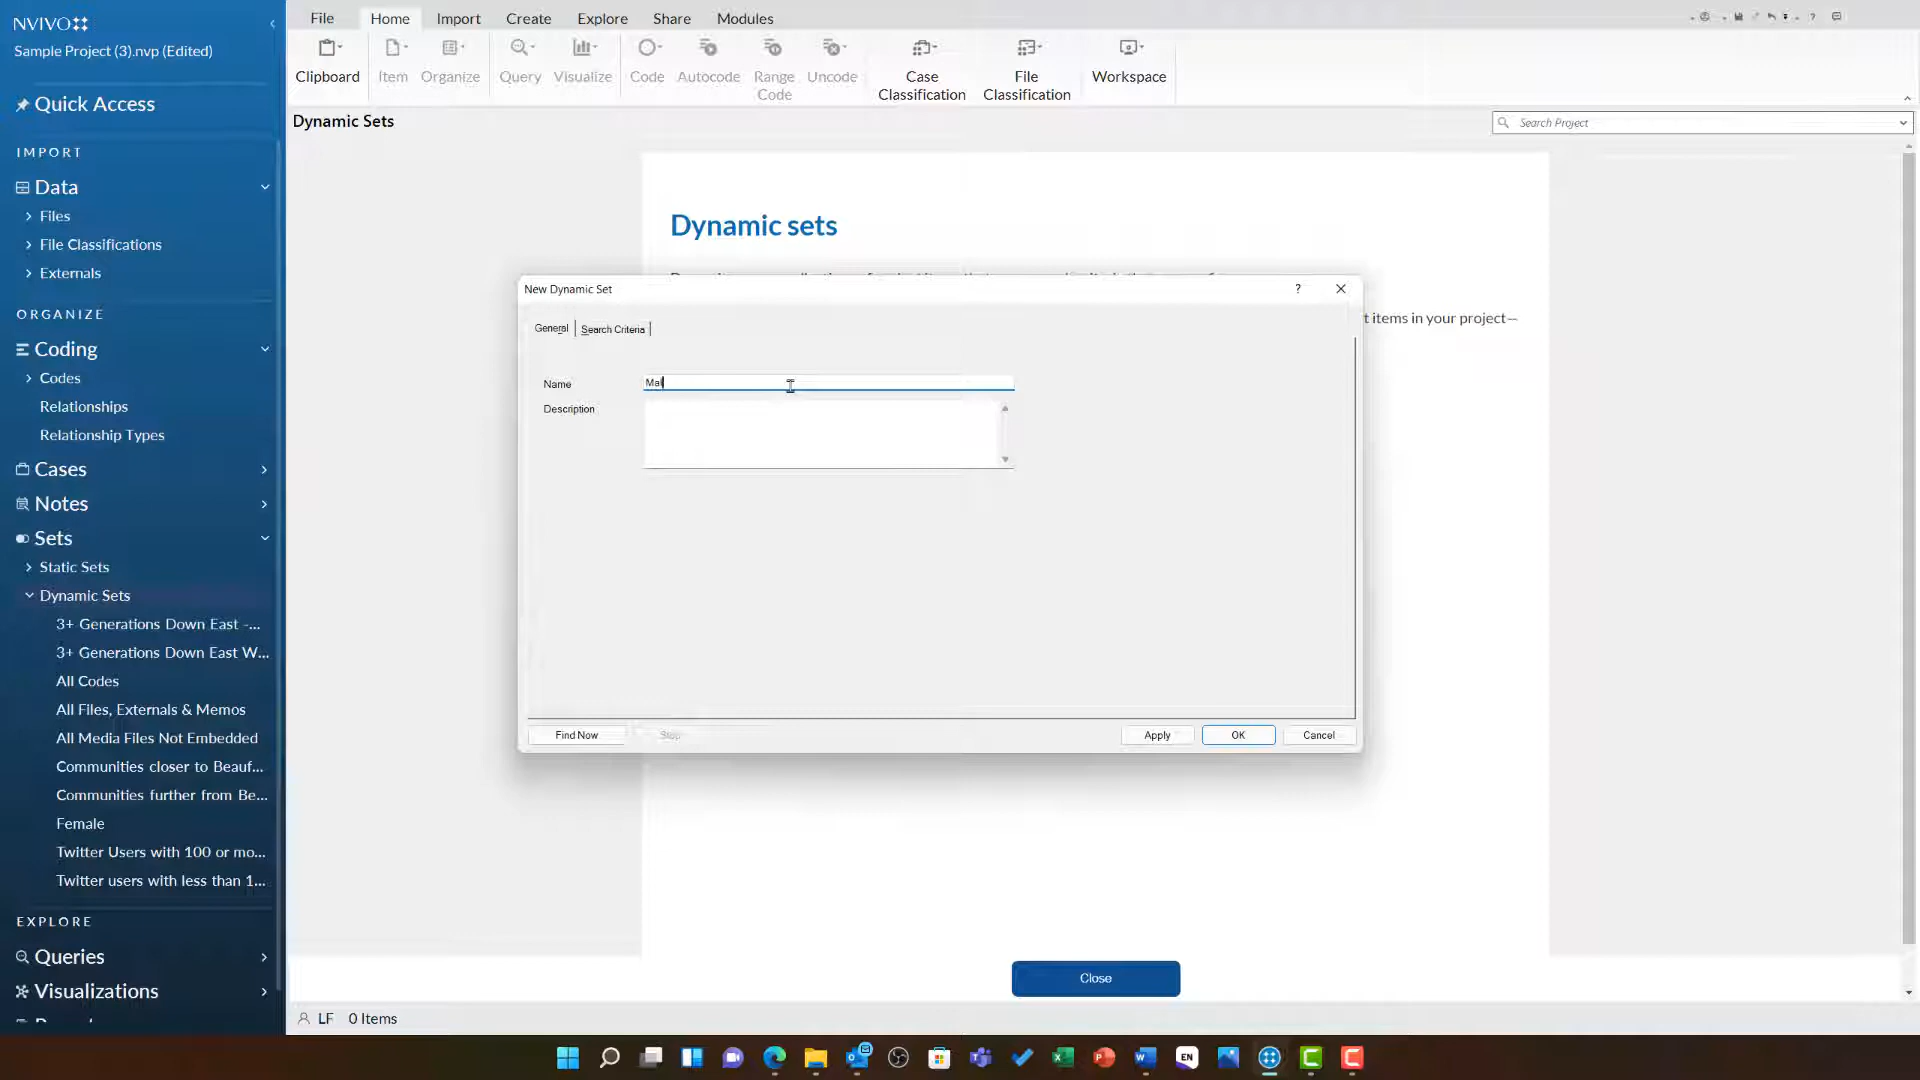 NVIVO
Sample Project (3).nvp (Edited)
Quick Access
IMPORT
Data
Files
File Classifications
Externals
ORGANIZE
Coding
Codes
Relationships
Relationship Types
Cases
Notes
Sets
Static Sets
Dynamic Sets
3+ Generations Down East -...
3+ Generations Down East W...
All Codes
All Files, Externals & Memos
All Media Files Not Embedded
Communities closer to Beauf...
Communities further from Be...
Female
Twitter Users with 100 or mo...
Twitter users with less than 1...
EXPLORE
Queries
Visualizations
File Home Import Create Explore Share Modules
Clipboard Item Organize Query Visualize Code Autocode Range Code Uncode Case Classification File Classification Workspace
Dynamic Sets
Search Project
Dynamic sets
t items in your project—
New Dynamic Set
General Search Criteria
Name Mal
Description
Find Now Stop Apply OK Cancel
Close
LF 0 Items
EN